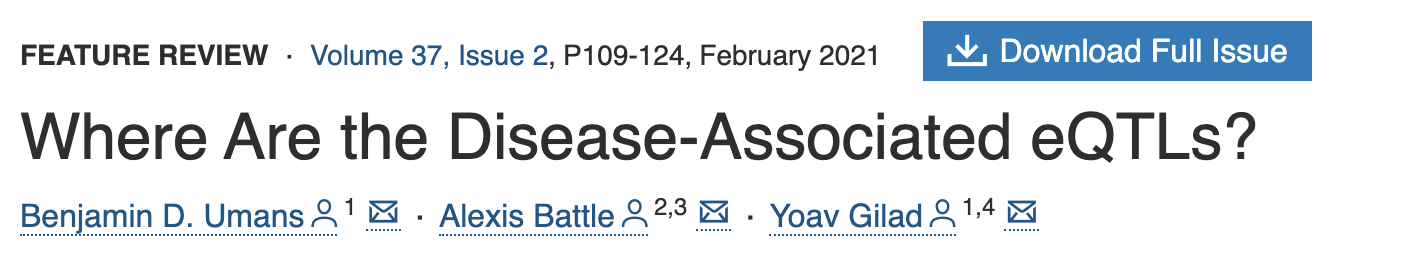 FEATURE REVIEW · Volume 37, Issue 2, P109-124, February 2021 Download Full Issue
Where Are the Disease-Associated eQTLs?
Benjamin D. Umans 1 · Alexis Battle 2,3 · Yoav Gilad 1,4